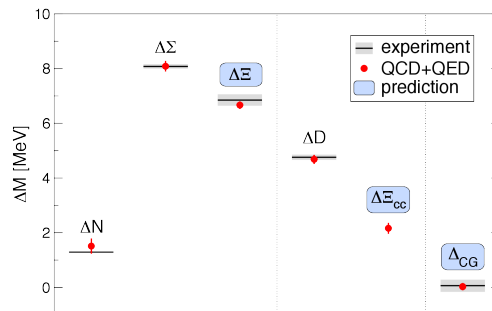 10
8
6
4
2
0
ΔM [MeV]
ΔN
ΔΣ
ΔΞ
ΔD
ΔΞcc
ΔCG
experiment
QCD+QED
prediction